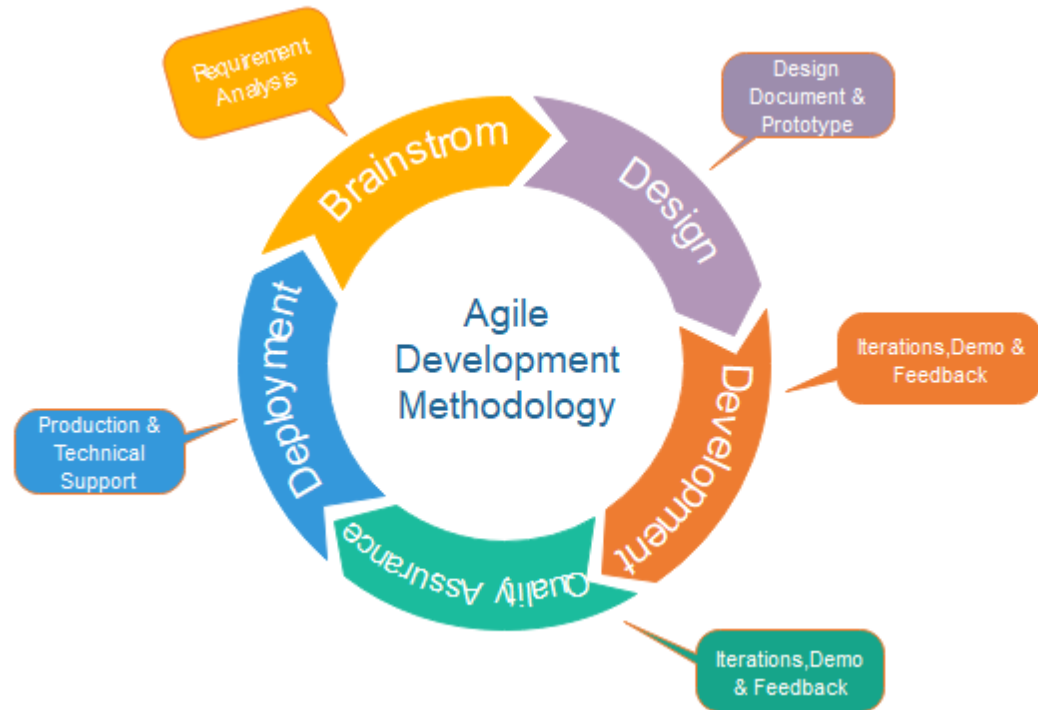 Requirement
Analysis
Brainstrom
Design
Document &
Prototype
Design
Iterations,Demo &
Feedback
Development
Iterations,Demo
& Feedback
Quality Assurance
Production &
Technical
Support
Deployment
Agile
Development
Methodology